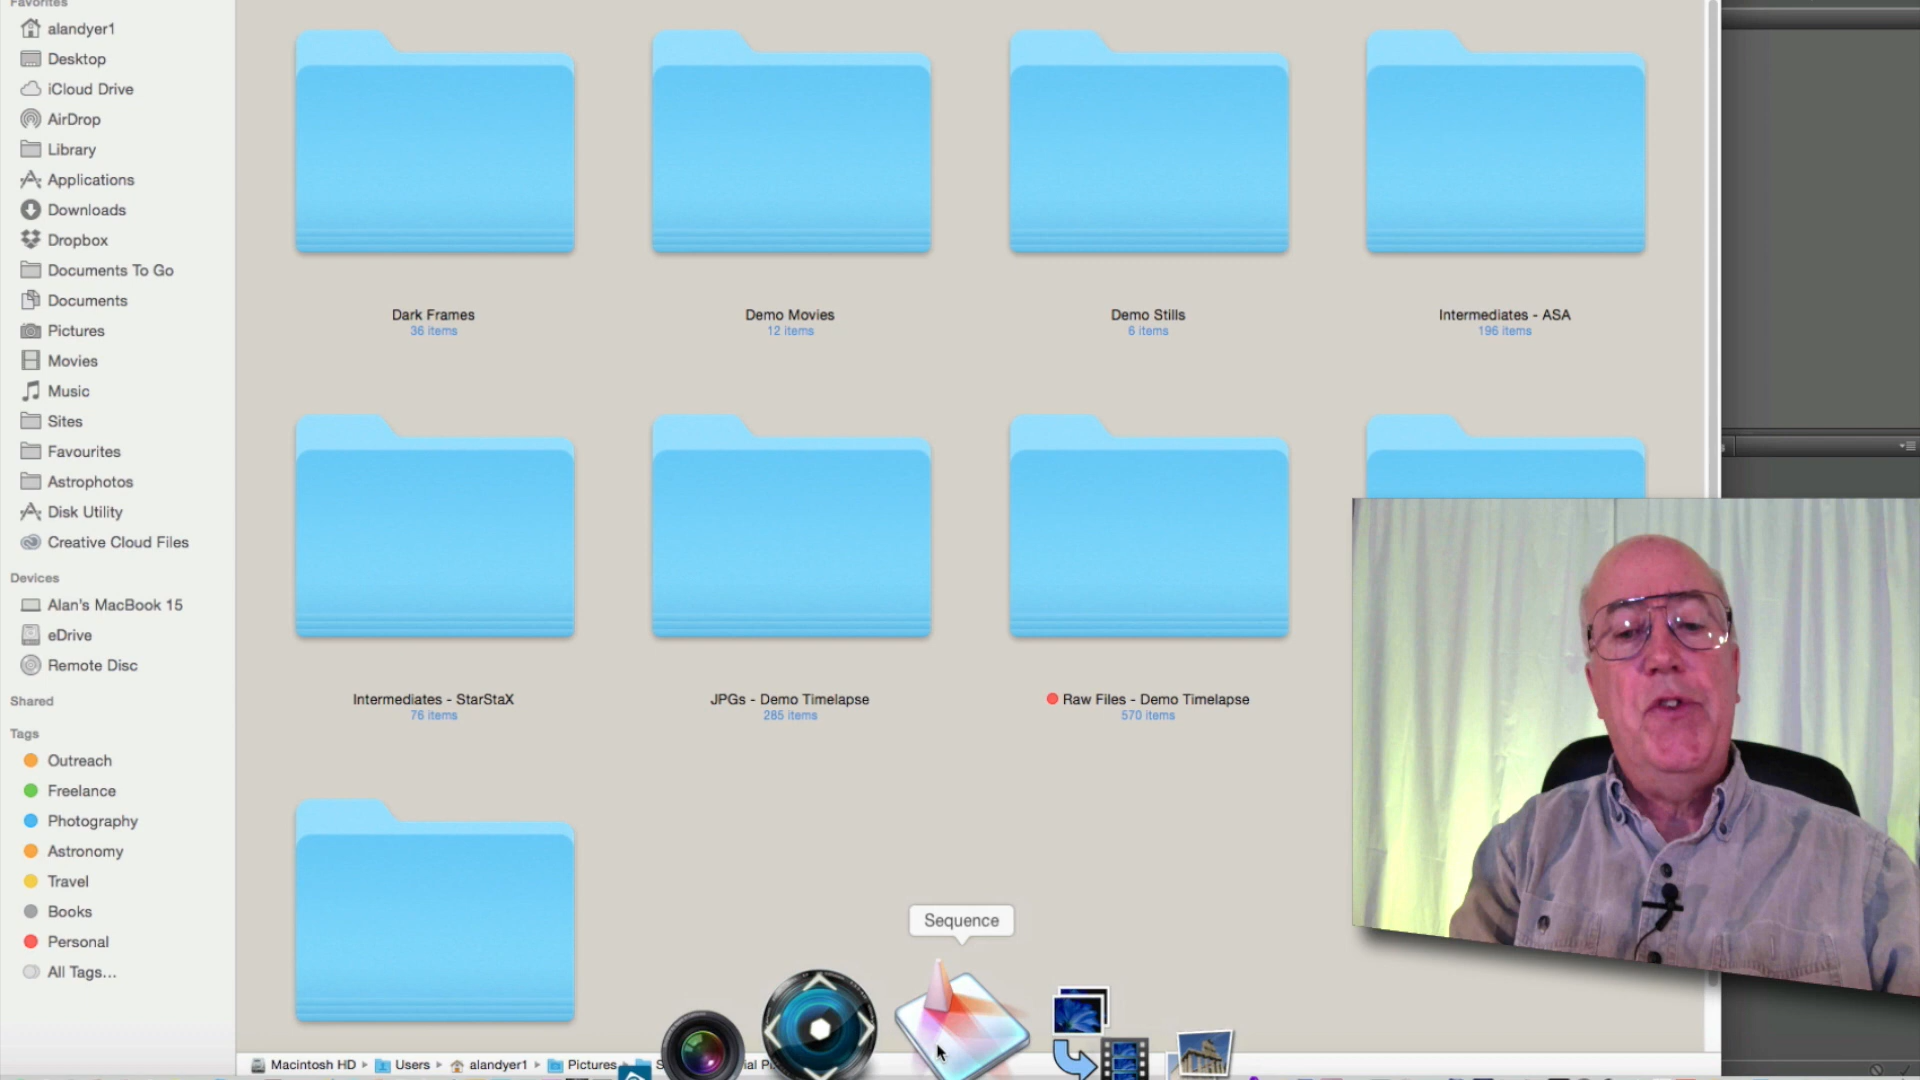 Favorites
alandyer1
Desktop
iCloud Drive
AirDrop
Library
Applications
Downloads
Dropbox
Documents To Go
Documents
Pictures
Movies
Music
Sites
Favourites
Astrophotos
Disk Utility
Creative Cloud Files
Devices
Alan's MacBook 15
eDrive
Remote Disc
Shared
Tags
Outreach
Freelance
Photography
Astronomy
Travel
Books
Personal
All Tags...
Dark Frames
36 items
Demo Movies
12 items
Demo Stills
6 items
Intermediates - ASA
196 items
Intermediates - StarStaX
76 items
JPGs - Demo Timelapse
285 items
Raw Files - Demo Timelapse
570 items
Sequence
Macintosh HD
Users
alandyer1
Pictures